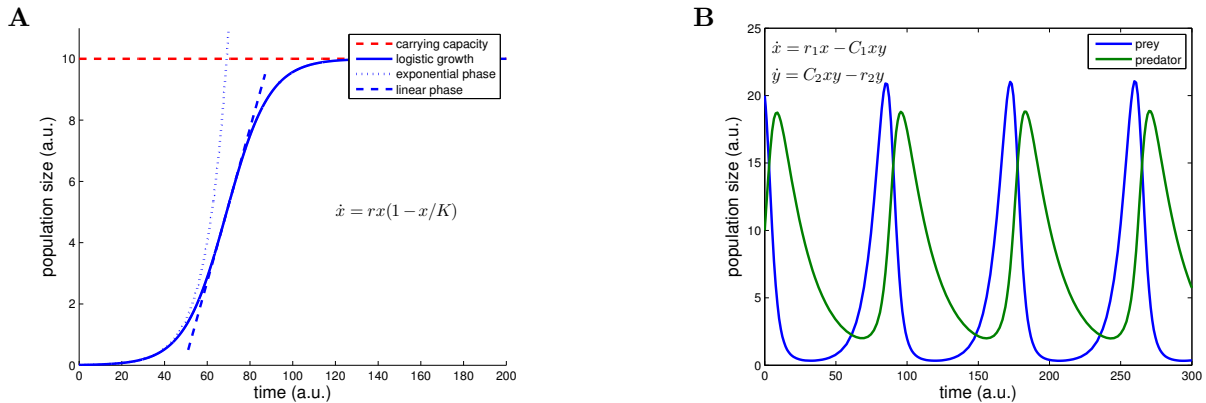 A
10
8
6
4
2
0
0 20 40 60 80 100 120 140 160 180 200
population size (a.u.)
time (a.u.)
carrying capacity
logistic growth
exponential phase
linear phase
ẋ = rx(1 − x/K)
B
25
20
15
10
5
0
0 50 100 150 200 250 300
population size (a.u.)
time (a.u.)
ẋ = r₁x − C₁xy
ẏ = C₂xy − r₂y
prey
predator